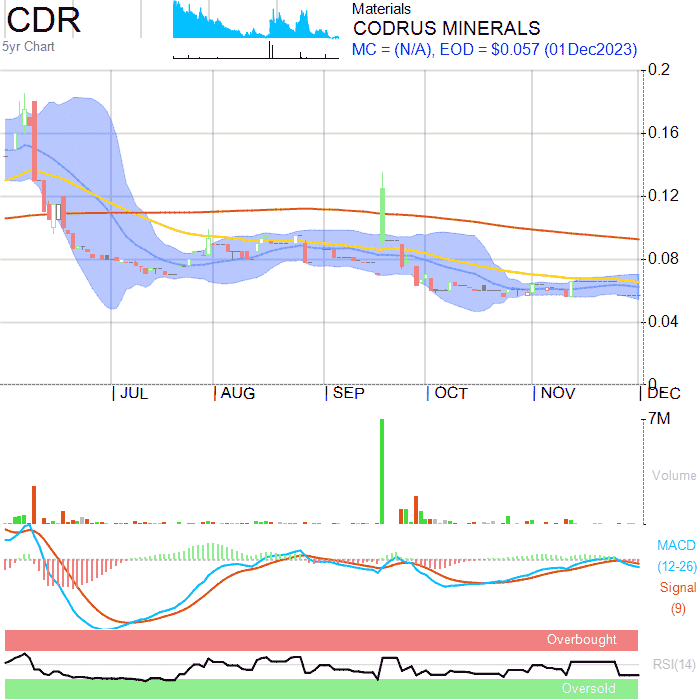 CDR
5yr Chart
Materials
CODRUS MINERALS
MC = (N/A), EOD = $0.057 (01Dec2023)
0.2
0.16
0.12
0.08
0.04
0
JUL AUG SEP OCT NOV DEC
7M
Volume
MACD
(12-26)
Signal
(9)
Overbought
RSI(14)
Oversold